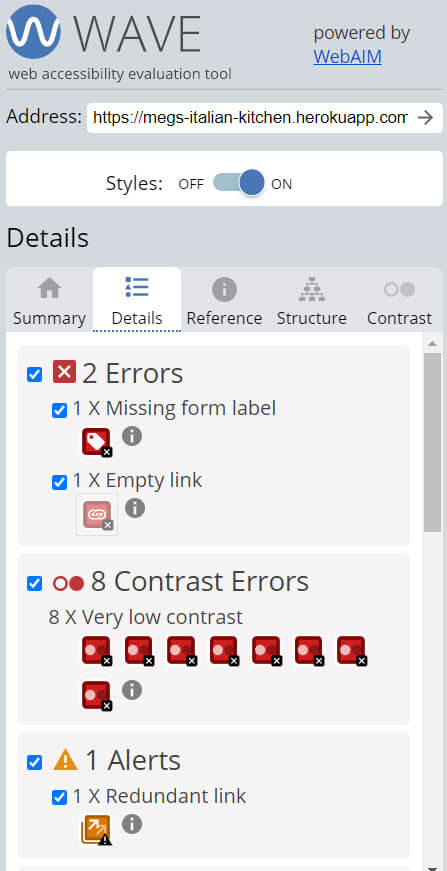 WAVE
powered by
WebAIM
web accessibility evaluation tool
Address: https://megs-italian-kitchen.herokuapp.com
Styles: OFF ON
Details
Summary Details Reference Structure Contrast
2 Errors
1 X Missing form label
1 X Empty link
8 Contrast Errors
8 X Very low contrast
1 Alerts
1 X Redundant link